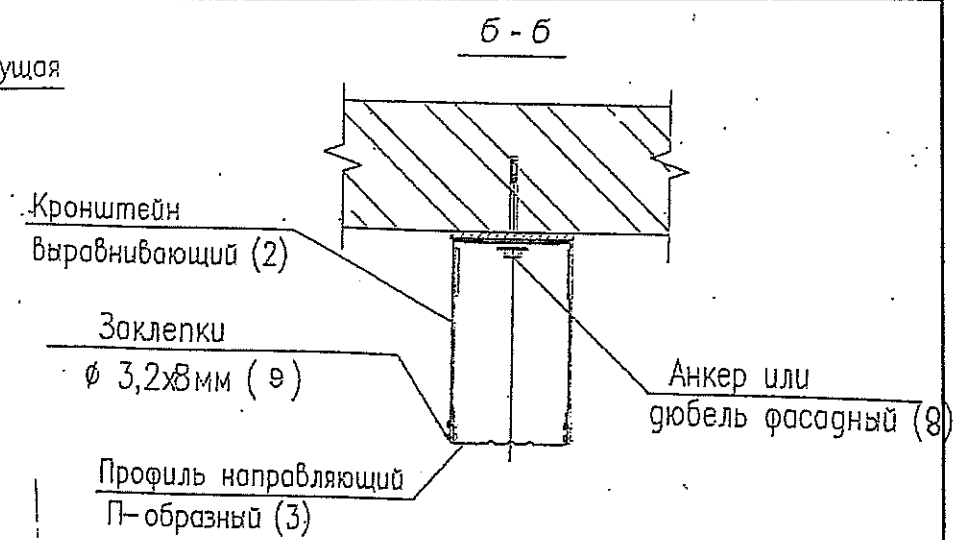 б - б
ущая
Кронштейн
выравнивающий (2)
Заклепки
ϕ 3,2х8мм ( 9 )
Анкер или
дюбель фасадный (8)
Профиль направляющий
П-образный (3)